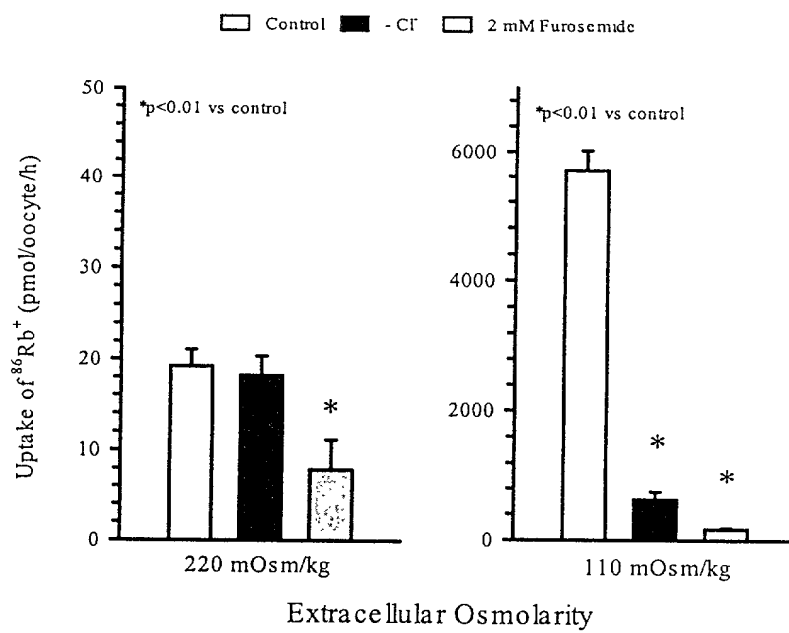 Control - Cl⁻ 2 mM Furosemide
*p<0.01 vs control
*p<0.01 vs control
Uptake of ⁸⁶Rb⁺ (pmol/oocyte/h)
50
40
30
20
10
0
*
6000
4000
2000
0
*
*
220 mOsm/kg
110 mOsm/kg
Extracellular Osmolarity